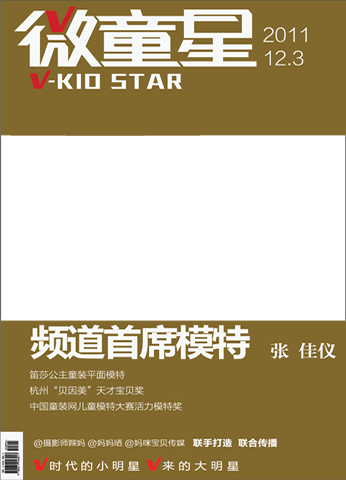 微童星
2011
12.3
V-KID STAR
频道首席模特 张 佳仪
笛莎公主童装平面模特
杭州“贝因美”天才宝贝奖
中国童装网儿童模特大赛活力模特奖
@摄影师辣妈 @妈妈晒 @妈咪宝贝传媒 联手打造 联合传播
V时代的小明星 V来的大明星